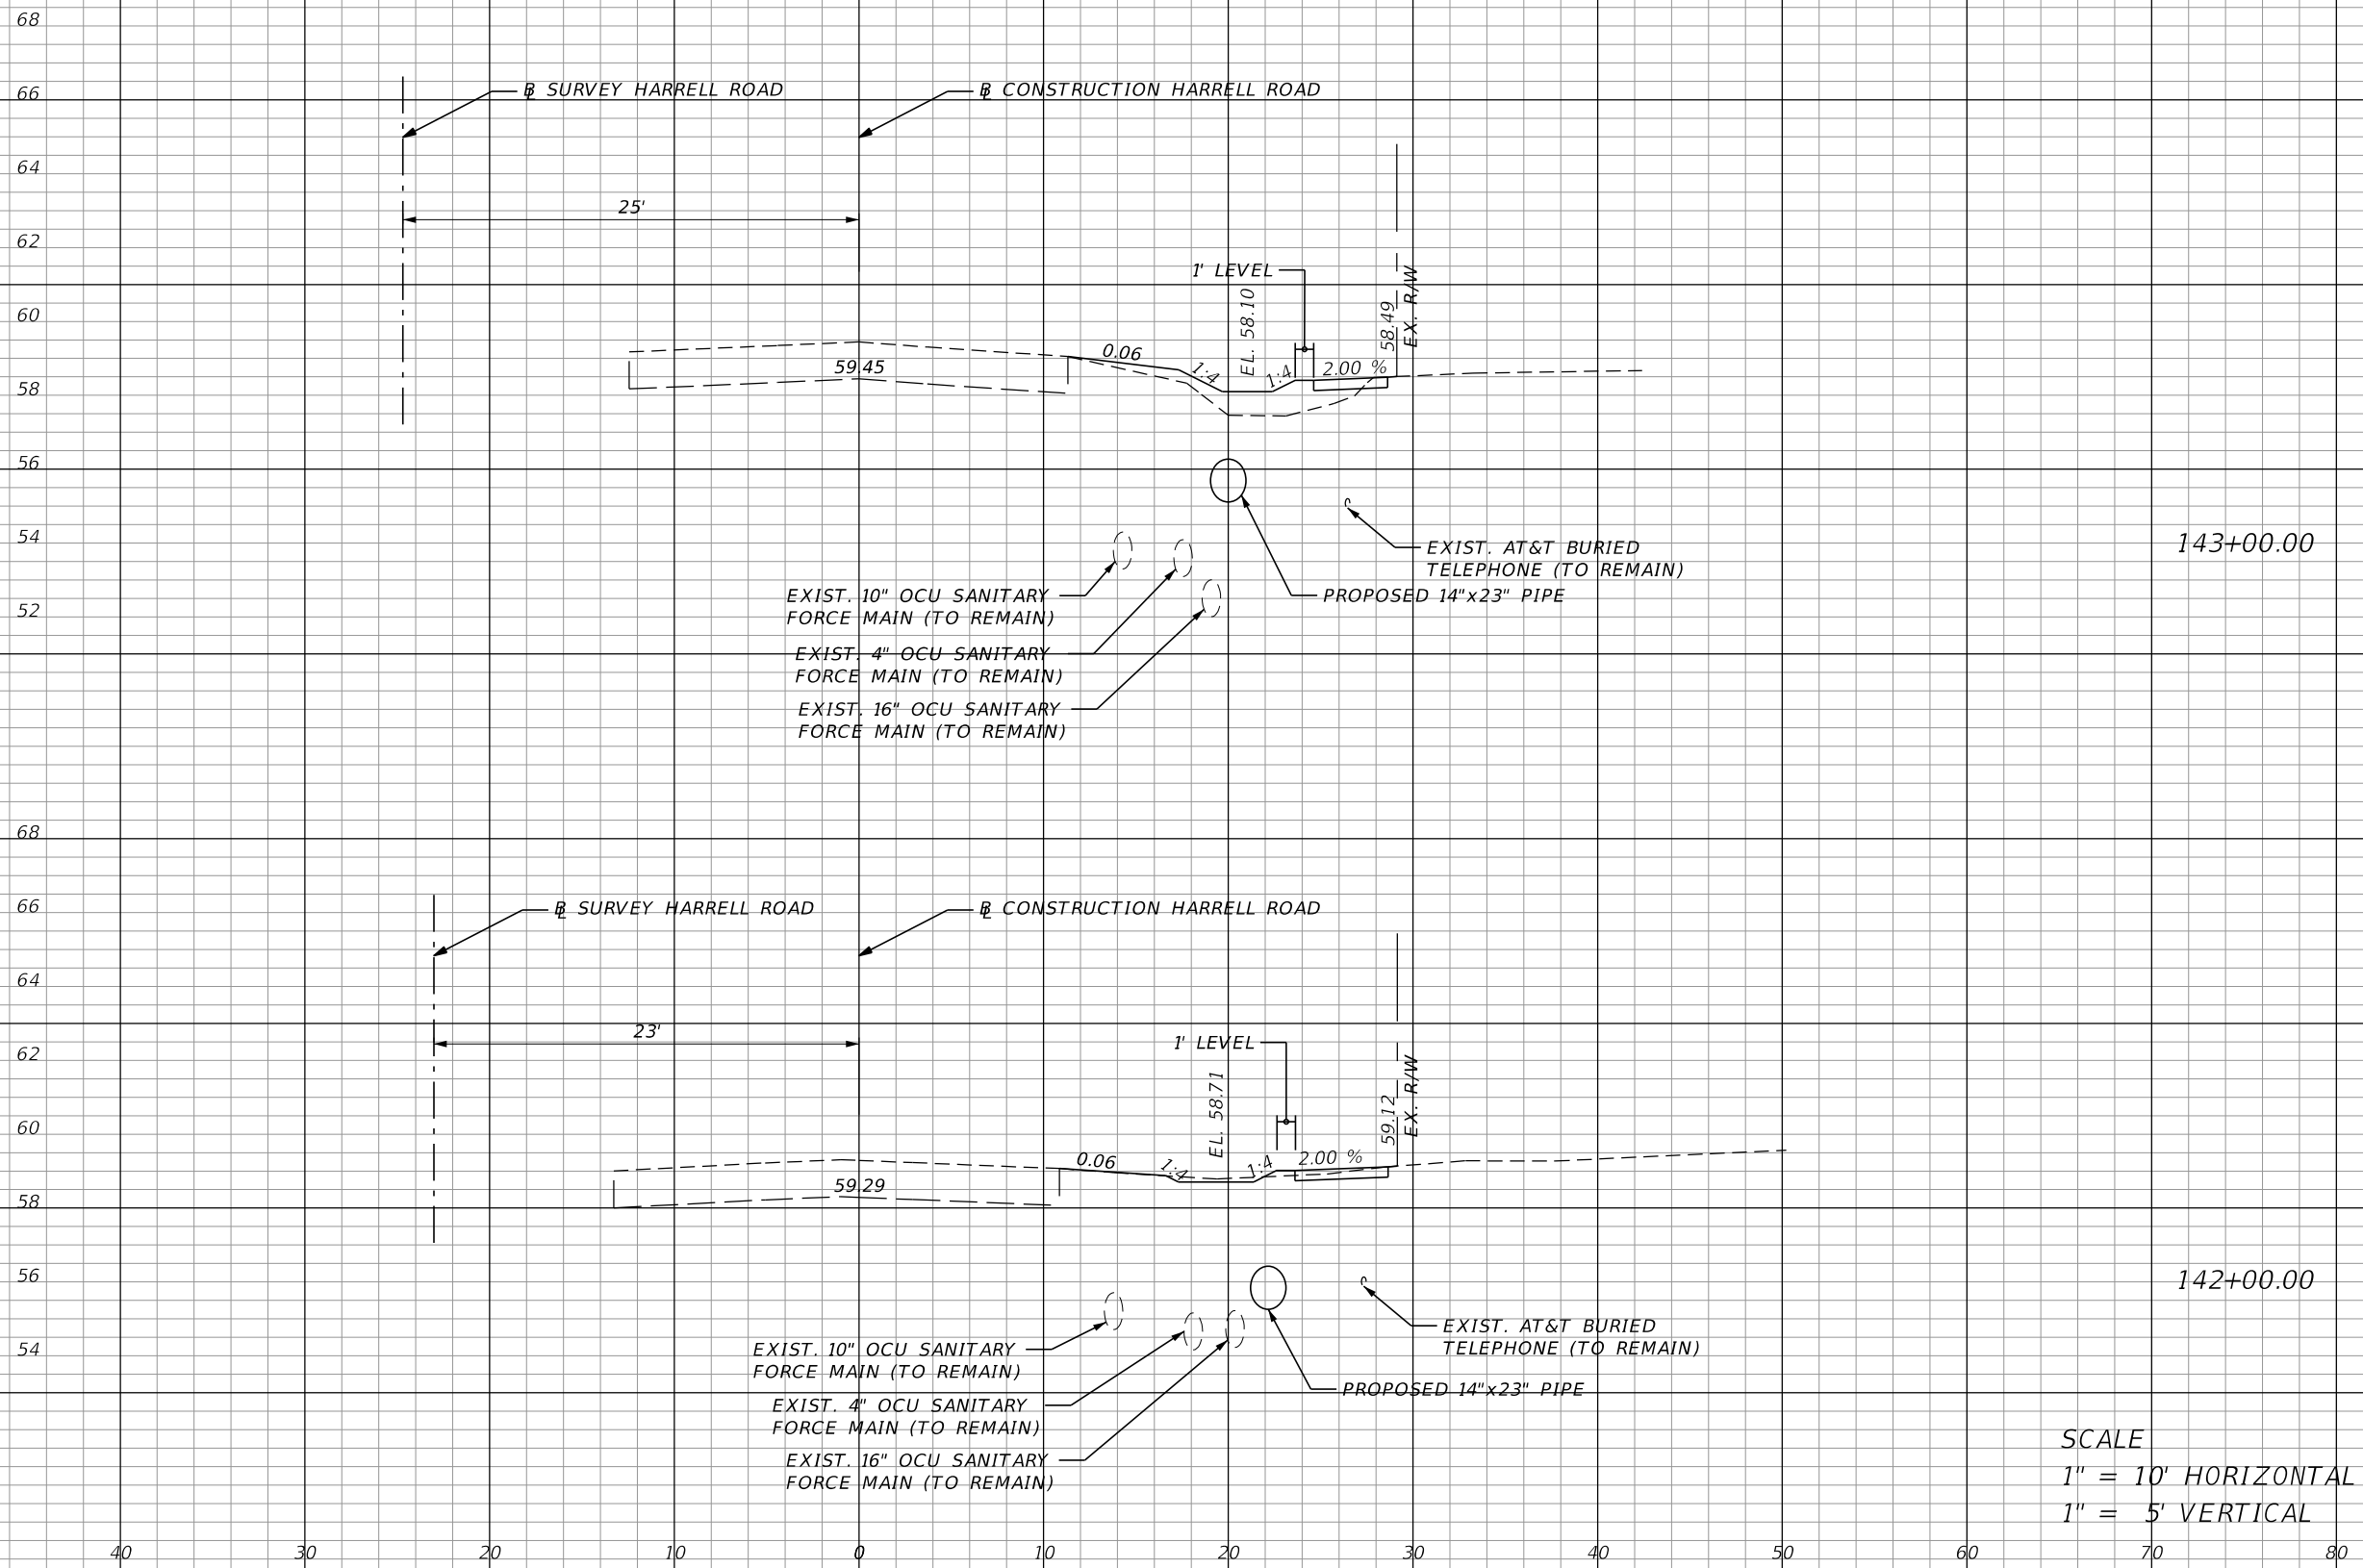 68
66
64
62
60
58
56
54
52
℄ SURVEY HARRELL ROAD
℄ CONSTRUCTION HARRELL ROAD
25'
1' LEVEL
EL. 58.10
58.49
EX. R/W
59.45
0.06
1:4
1:4
2.00 %
EXIST. AT&T BURIED
TELEPHONE (TO REMAIN)
PROPOSED 14"x23" PIPE
EXIST. 10" OCU SANITARY
FORCE MAIN (TO REMAIN)
EXIST. 4" OCU SANITARY
FORCE MAIN (TO REMAIN)
EXIST. 16" OCU SANITARY
FORCE MAIN (TO REMAIN)
143+00.00
68
66
64
62
60
58
56
54
℄ SURVEY HARRELL ROAD
℄ CONSTRUCTION HARRELL ROAD
23'
1' LEVEL
EL. 58.71
59.12
EX. R/W
59.29
0.06
1:4
1:4
2.00 %
EXIST. AT&T BURIED
TELEPHONE (TO REMAIN)
PROPOSED 14"x23" PIPE
EXIST. 10" OCU SANITARY
FORCE MAIN (TO REMAIN)
EXIST. 4" OCU SANITARY
FORCE MAIN (TO REMAIN)
EXIST. 16" OCU SANITARY
FORCE MAIN (TO REMAIN)
142+00.00
SCALE
1" = 10' HORIZONTAL
1" = 5' VERTICAL
40 30 20 10 0 10 20 30 40 50 60 70 80